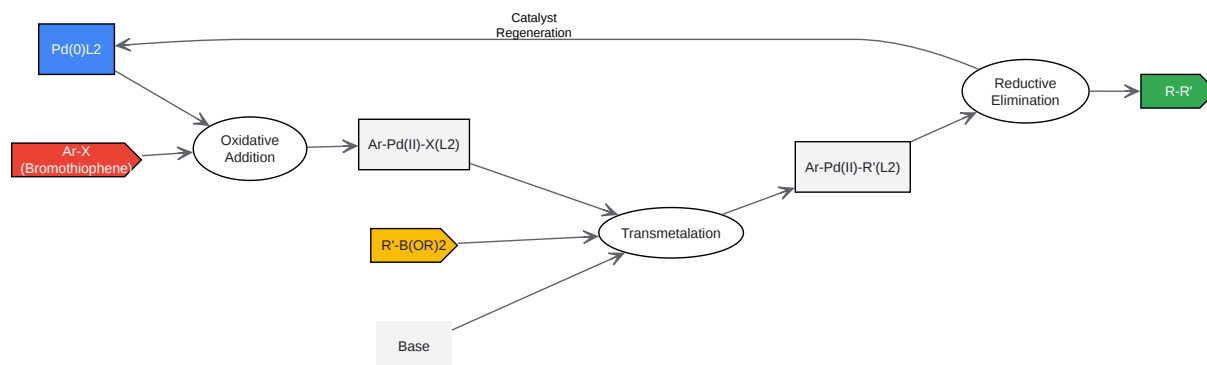 Catalyst
Regeneration
Pd(0)L2
Reductive
Elimination
R-R'
Oxidative
Addition
Ar-Pd(II)-X(L2)
Ar-X
(Bromothiophene)
Ar-Pd(II)-R'(L2)
R'-B(OR)2
Transmetalation
Base